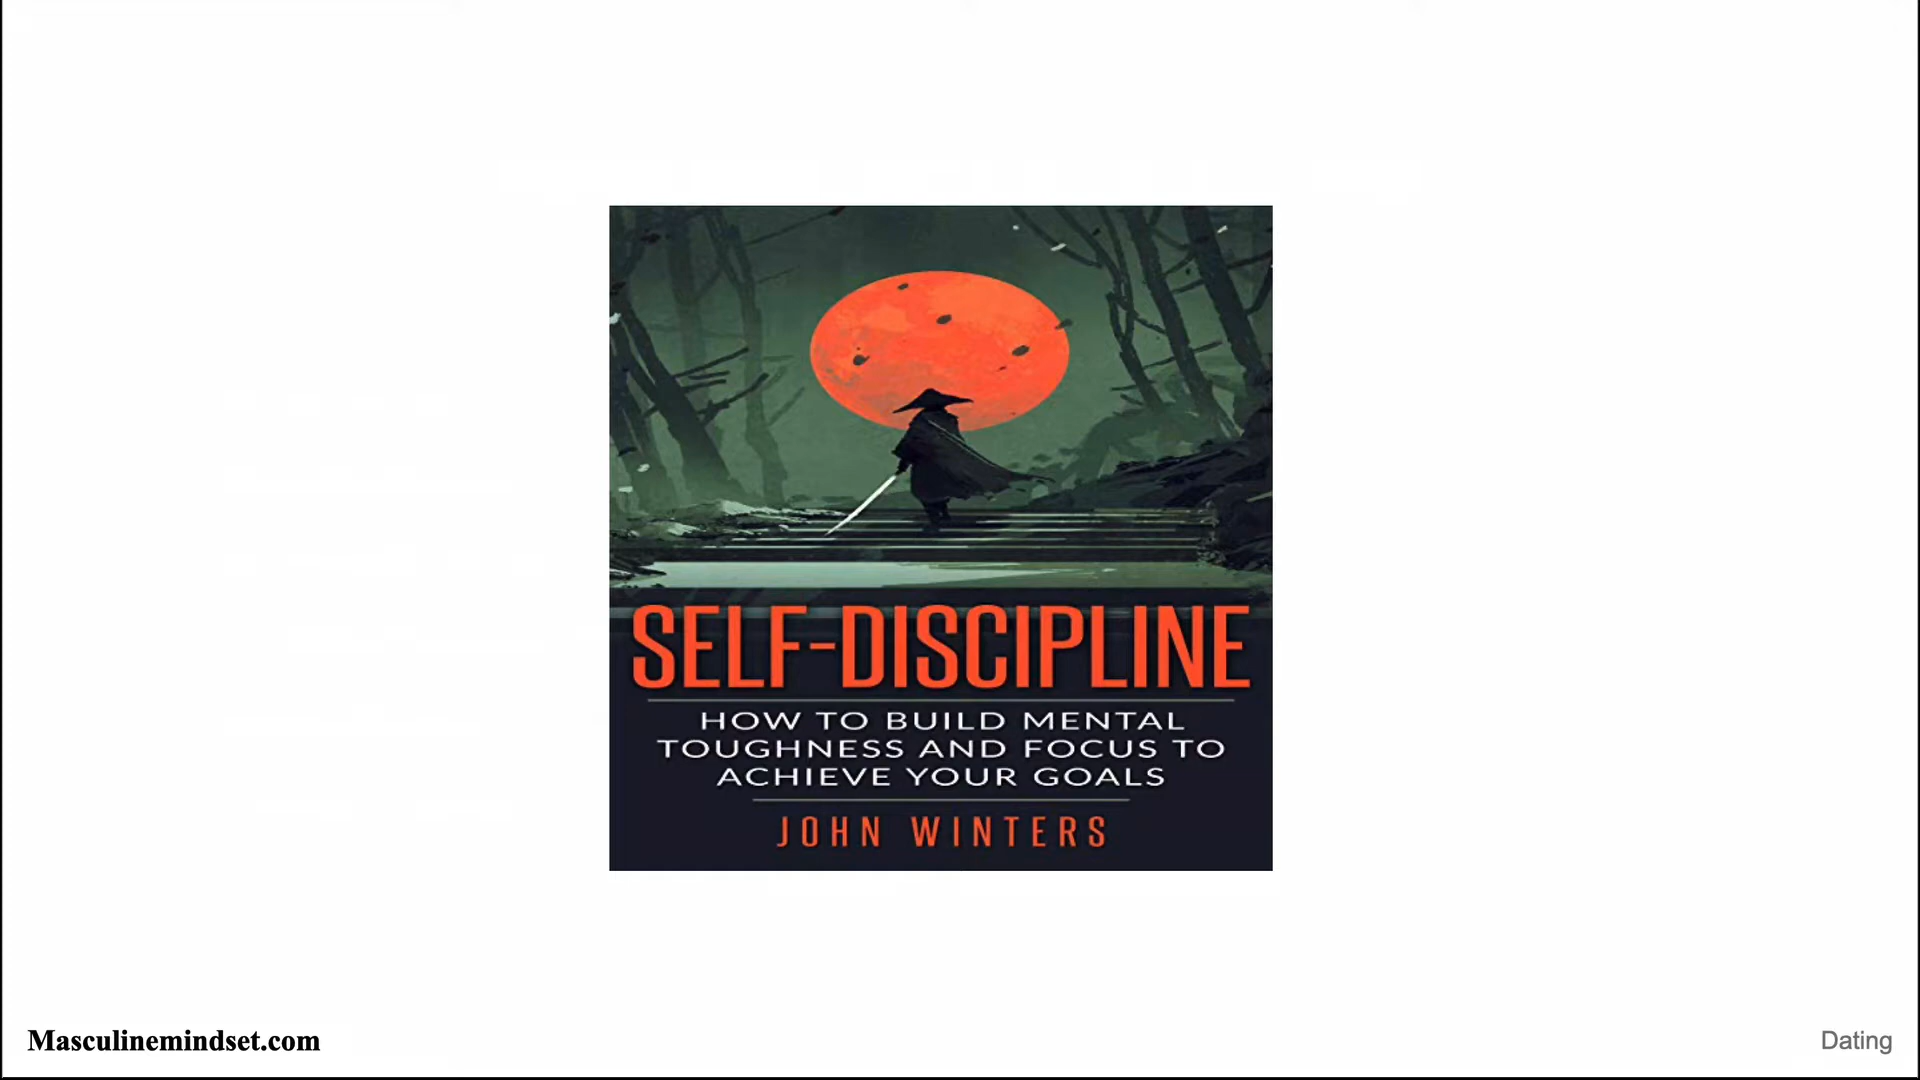 SELF-DISCIPLINE
HOW TO BUILD MENTAL
TOUGHNESS AND FOCUS TO
ACHIEVE YOUR GOALS
JOHN WINTERS
Masculinemindset.com
Dating